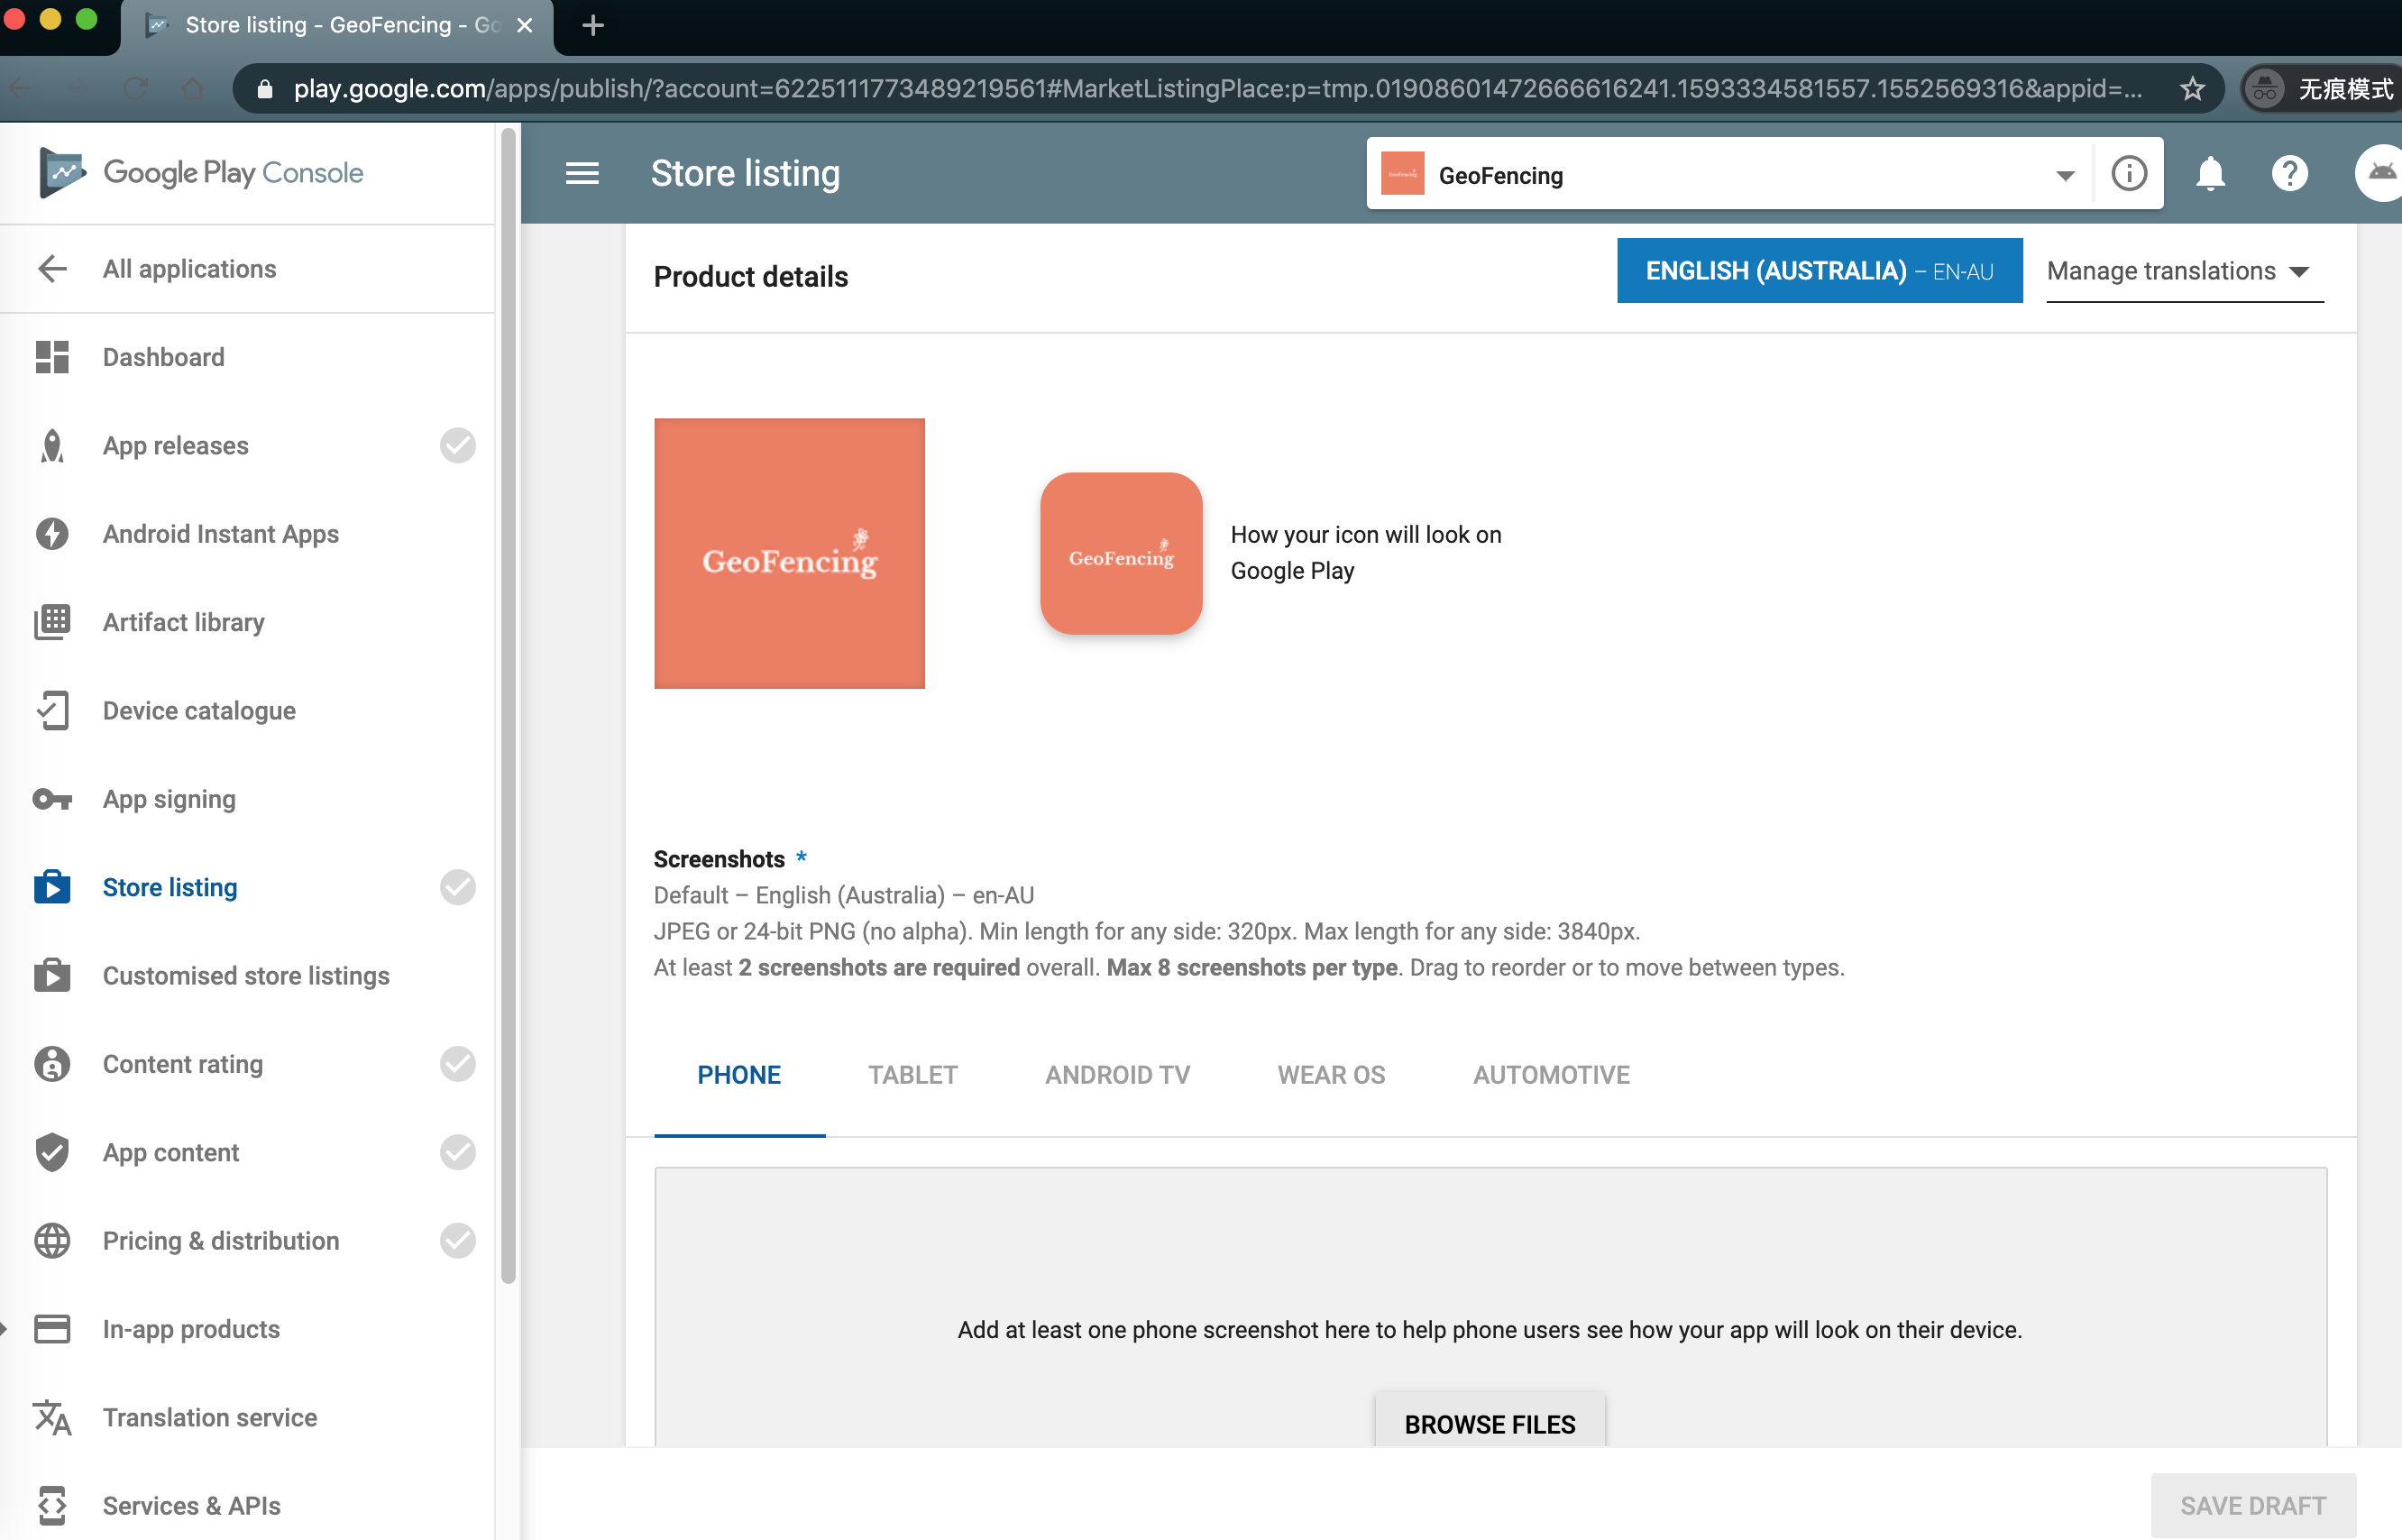 Store listing - GeoFencing - Go
play.google.com/apps/publish/?account=6225111773489219561#MarketListingPlace:p=tmp.01908601472666616241.1593334581557.1552569316&appid=...
无痕模式
Google Play Console
Store listing
GeoFencing
GeoFencing
All applications
Dashboard
App releases
Android Instant Apps
Artifact library
Device catalogue
App signing
Store listing
Customised store listings
Content rating
App content
Pricing & distribution
In-app products
Translation service
Services & APIs
Product details
ENGLISH (AUSTRALIA) – EN-AU
Manage translations
GeoFencing
GeoFencing
How your icon will look on
Google Play
Screenshots *
Default – English (Australia) – en-AU
JPEG or 24-bit PNG (no alpha). Min length for any side: 320px. Max length for any side: 3840px.
At least 2 screenshots are required overall. Max 8 screenshots per type. Drag to reorder or to move between types.
PHONE
TABLET
ANDROID TV
WEAR OS
AUTOMOTIVE
Add at least one phone screenshot here to help phone users see how your app will look on their device.
BROWSE FILES
SAVE DRAFT